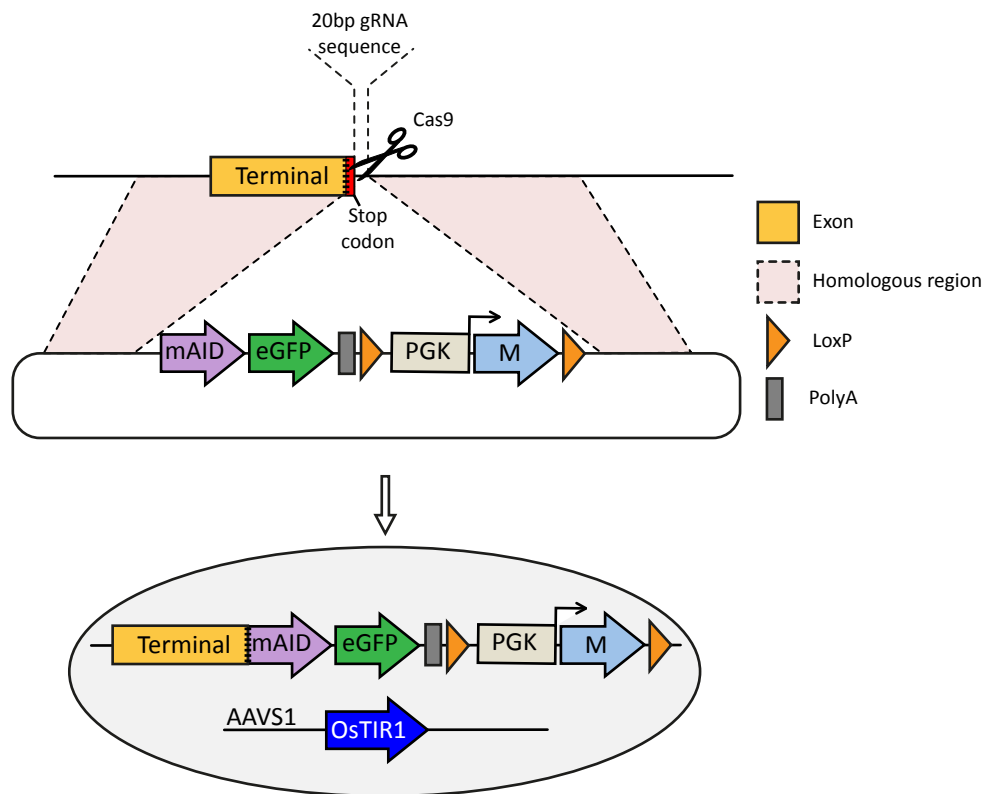 20bp gRNA
sequence
Cas9
Terminal
Stop
codon
Exon
Homologous region
LoxP
PolyA
mAID
eGFP
PGK
M
Terminal
mAID
eGFP
PGK
M
AAVS1
OsTIR1